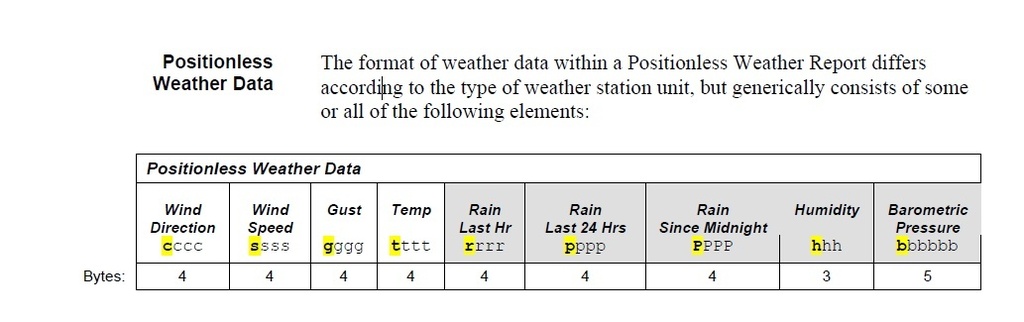 Positionless
Weather Data
The format of weather data within a Positionless Weather Report differs
according to the type of weather station unit, but generically consists of some
or all of the following elements:
Positionless Weather Data
Wind Direction cccc | Wind Speed ssss | Gust gggg | Temp tttt | Rain Last Hr rrrr | Rain Last 24 Hrs pppp | Rain Since Midnight PPPP | Humidity hhh | Barometric Pressure bbbbbb
Bytes: 4 4 4 4 4 4 4 3 5